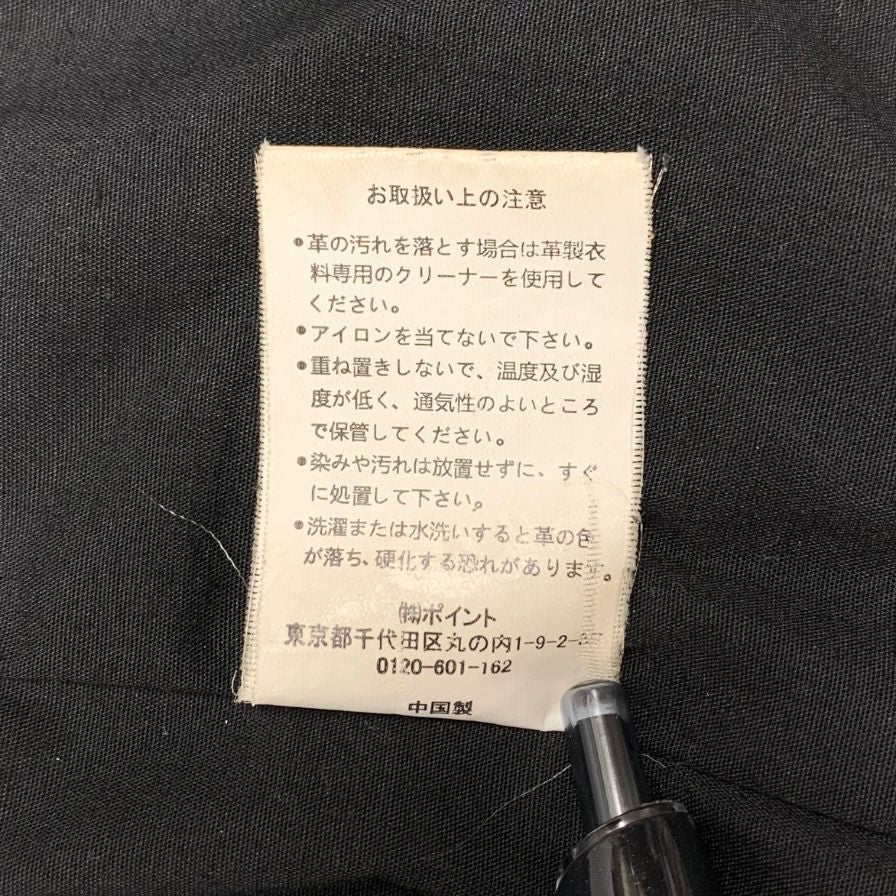 お取扱い上の注意
●革の汚れを落とす場合は革製衣
料専用のクリーナーを使用して
ください。
●アイロンを当てないで下さい。
●重ね置きしないで、温度及び湿
度が低く、通気性のよいところ
で保管してください。
●染みや汚れは放置せずに、すぐ
に処置して下さい。
●洗濯または水洗いすると革の色
が落ち、硬化する恐れがあります。
㈱ポイント
東京都千代田区丸の内1-9-2-
0120-601-162
中国製